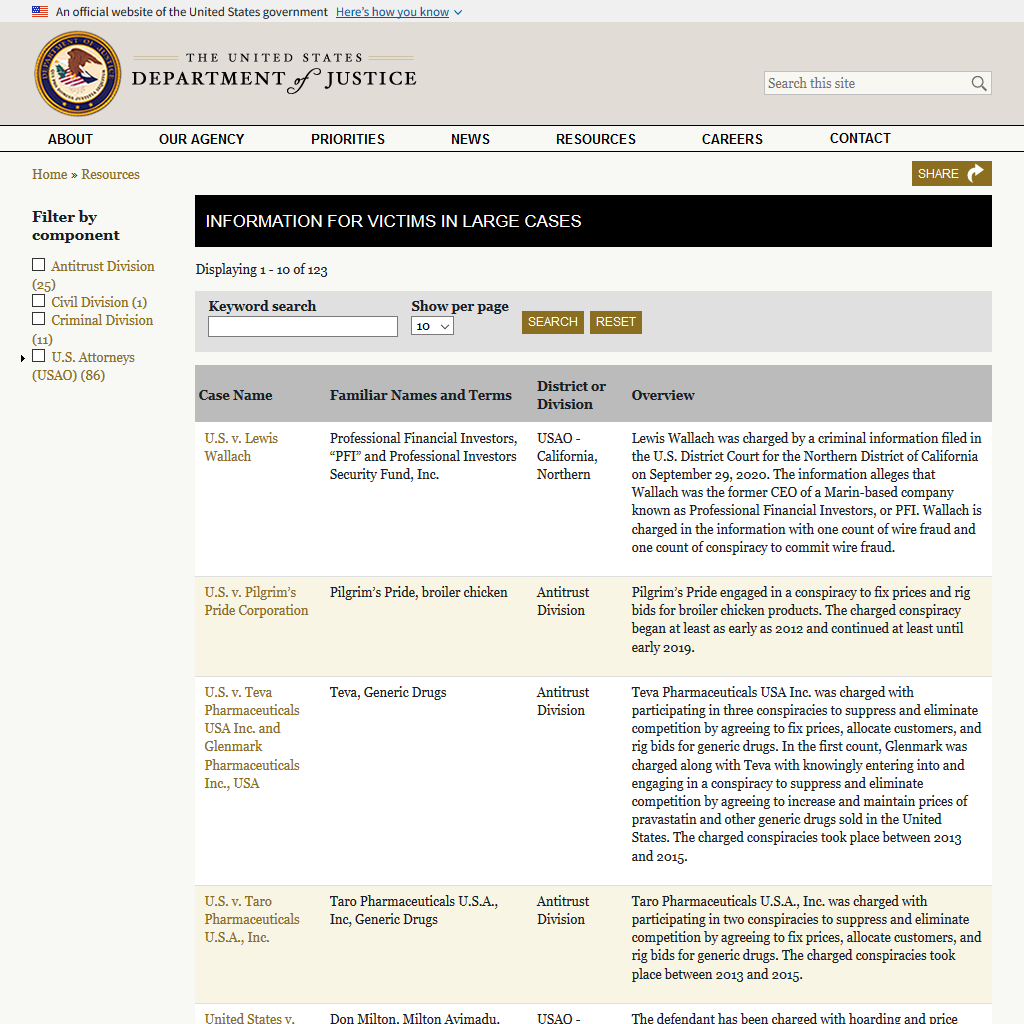 An official website of the United States government Here's how you know
THE UNITED STATES
DEPARTMENT of JUSTICE
Search this site
ABOUT OUR AGENCY PRIORITIES NEWS RESOURCES CAREERS CONTACT
Home » Resources
SHARE
Filter by
component
Antitrust Division
(25)
Civil Division (1)
Criminal Division
(11)
U.S. Attorneys
(USAO) (86)
INFORMATION FOR VICTIMS IN LARGE CASES
Displaying 1 - 10 of 123
Keyword search
Show per page
10
SEARCH RESET
Case Name
Familiar Names and Terms
District or
Division
Overview
U.S. v. Lewis
Wallach
Professional Financial Investors,
“PFI” and Professional Investors
Security Fund, Inc.
USAO -
California,
Northern
Lewis Wallach was charged by a criminal information filed in
the U.S. District Court for the Northern District of California
on September 29, 2020. The information alleges that
Wallach was the former CEO of a Marin-based company
known as Professional Financial Investors, or PFI. Wallach is
charged in the information with one count of wire fraud and
one count of conspiracy to commit wire fraud.
U.S. v. Pilgrim’s
Pride Corporation
Pilgrim’s Pride, broiler chicken
Antitrust
Division
Pilgrim’s Pride engaged in a conspiracy to fix prices and rig
bids for broiler chicken products. The charged conspiracy
began at least as early as 2012 and continued at least until
early 2019.
U.S. v. Teva
Pharmaceuticals
USA Inc. and
Glenmark
Pharmaceuticals
Inc., USA
Teva, Generic Drugs
Antitrust
Division
Teva Pharmaceuticals USA Inc. was charged with
participating in three conspiracies to suppress and eliminate
competition by agreeing to fix prices, allocate customers, and
rig bids for generic drugs. In the first count, Glenmark was
charged along with Teva with knowingly entering into and
engaging in a conspiracy to suppress and eliminate
competition by agreeing to increase and maintain prices of
pravastatin and other generic drugs sold in the United
States. The charged conspiracies took place between 2013
and 2015.
U.S. v. Taro
Pharmaceuticals
U.S.A., Inc.
Taro Pharmaceuticals U.S.A.,
Inc, Generic Drugs
Antitrust
Division
Taro Pharmaceuticals U.S.A., Inc. was charged with
participating in two conspiracies to suppress and eliminate
competition by agreeing to fix prices, allocate customers, and
rig bids for generic drugs. The charged conspiracies took
place between 2013 and 2015.
United States v.
Don Milton, Milton Ayimadu,
USAO -
The defendant has been charged with hoarding and price